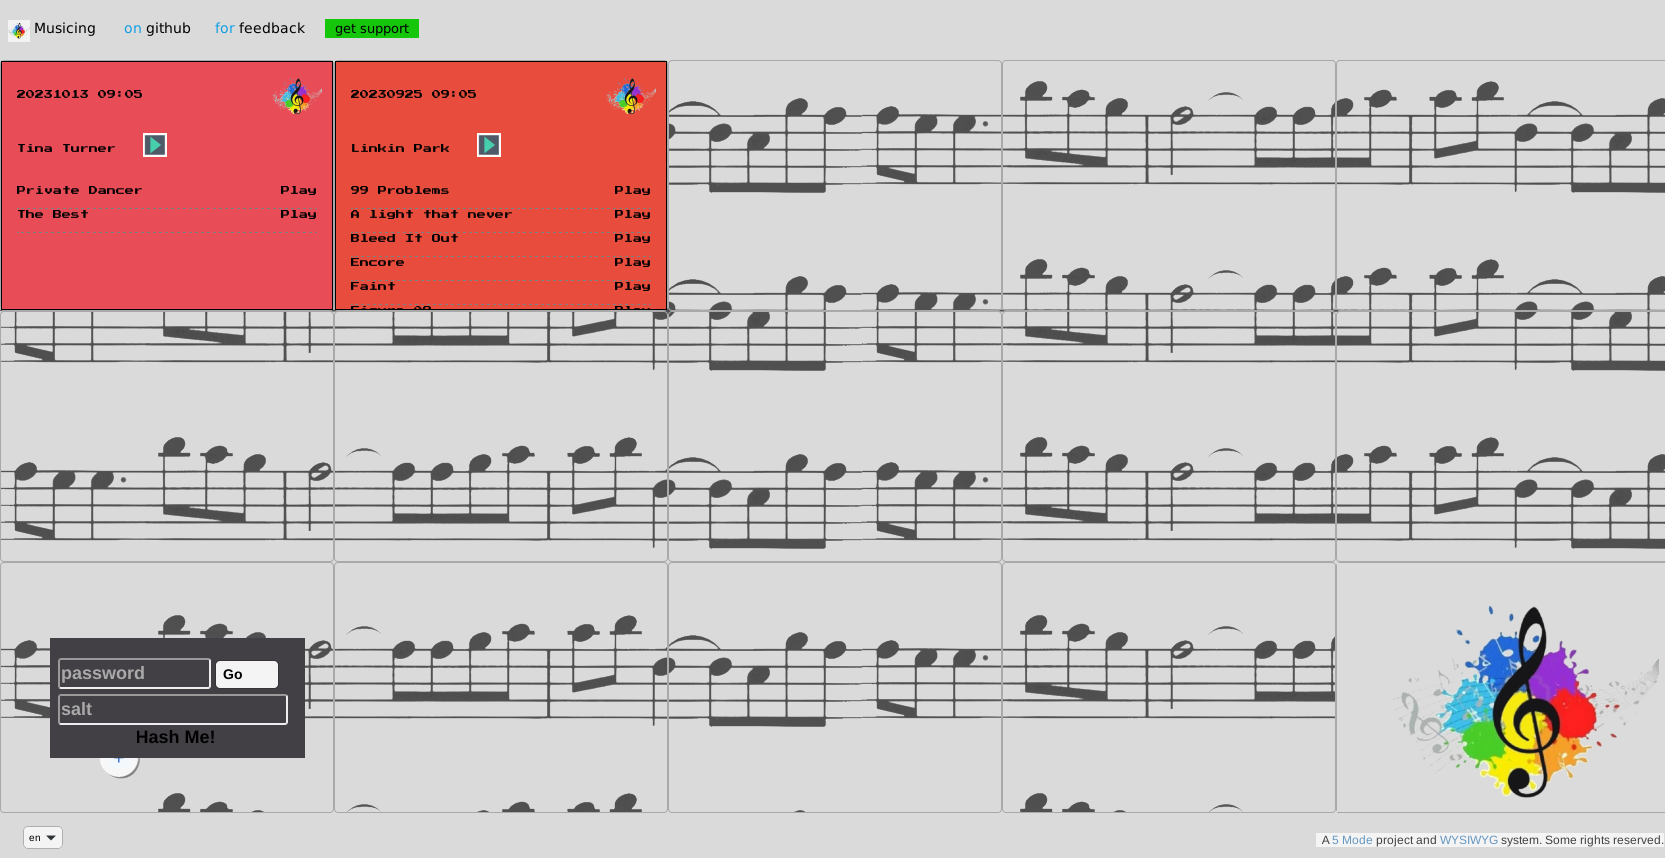 Musicing on github for feedback get support
20231013 09:05
Tina Turner
Private Dancer Play
The Best Play
20230925 09:05
Linkin Park
99 Problems Play
A light that never Play
Bleed It Out Play
Encore Play
Faint Play
password Go
salt
Hash Me!
+
en
A 5 Mode project and WYSIWYG system. Some rights reserved.